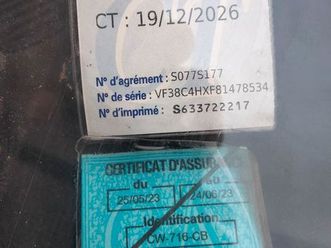 CT : 19/12/2026
N° d'agrément : S077S177
N° de série : VF38C4HXF81478534
N° d'imprimé : S633722217
CERTIFICAT D'ASSURANCE
du au
25/05/23 24/06/23
Identification
CW-716-CB